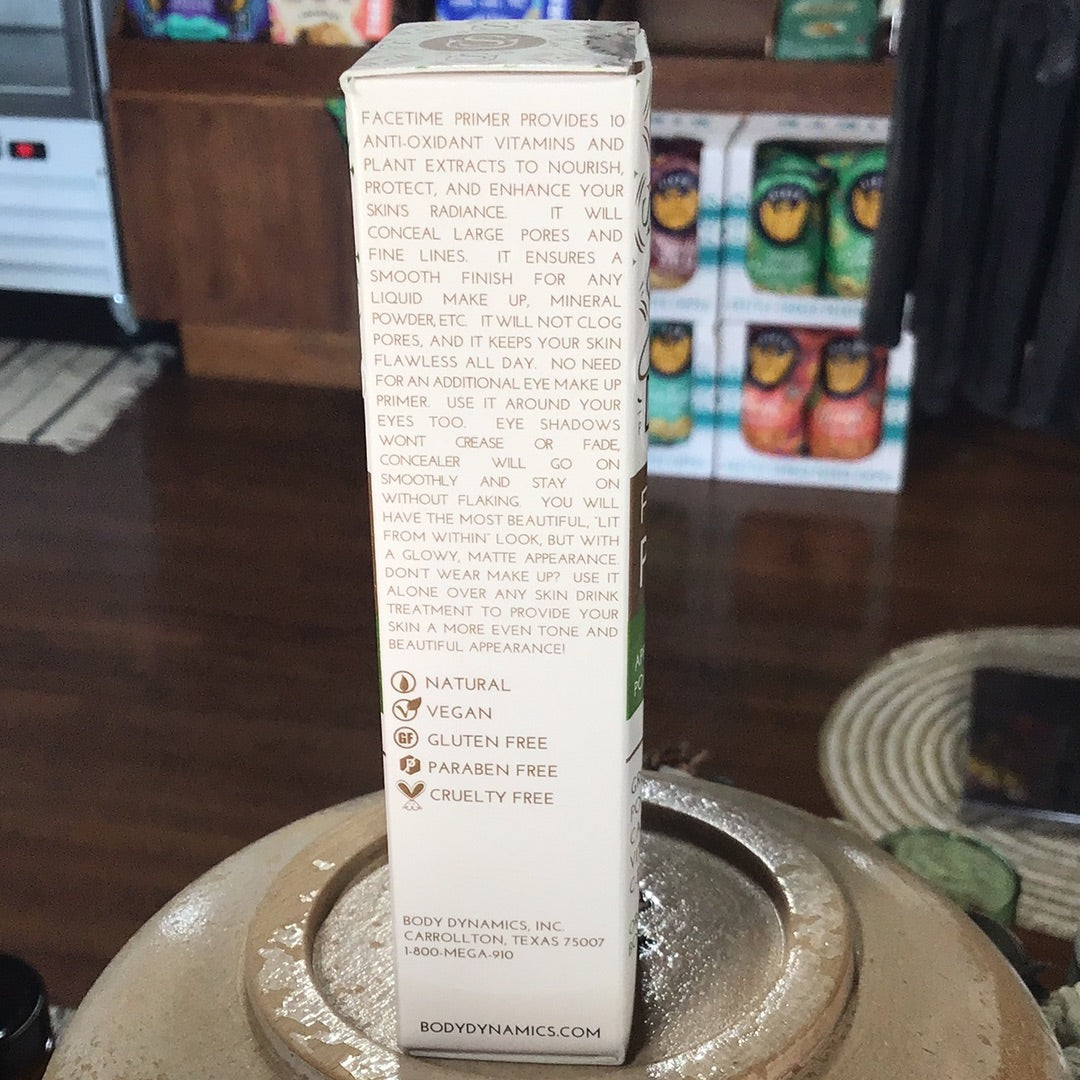 FACETIME PRIMER PROVIDES 10
ANTI-OXIDANT VITAMINS AND
PLANT EXTRACTS TO NOURISH,
PROTECT, AND ENHANCE YOUR
SKIN'S RADIANCE. IT WILL
CONCEAL LARGE PORES AND
FINE LINES. IT ENSURES A
SMOOTH FINISH FOR ANY
LIQUID MAKE UP, MINERAL
POWDER, ETC. IT WILL NOT CLOG
PORES, AND IT KEEPS YOUR SKIN
FLAWLESS ALL DAY. NO NEED
FOR AN ADDITIONAL EYE MAKE UP
PRIMER. USE IT AROUND YOUR
EYES TOO. EYE SHADOWS
WONT CREASE OR FADE,
CONCEALER WILL GO ON
SMOOTHLY AND STAY ON
WITHOUT FLAKING. YOU WILL
HAVE THE MOST BEAUTIFUL, "LIT
FROM WITHIN" LOOK, BUT WITH
A GLOWY, MATTE APPEARANCE.
DON'T WEAR MAKE UP? USE IT
ALONE OVER ANY SKIN DRINK
TREATMENT TO PROVIDE YOUR
SKIN A MORE EVEN TONE AND
BEAUTIFUL APPEARANCE!
NATURAL
VEGAN
GF GLUTEN FREE
P PARABEN FREE
CRUELTY FREE
BODY DYNAMICS, INC.
CARROLLTON, TEXAS 75007
1-800-MEGA-910
BODYDYNAMICS.COM